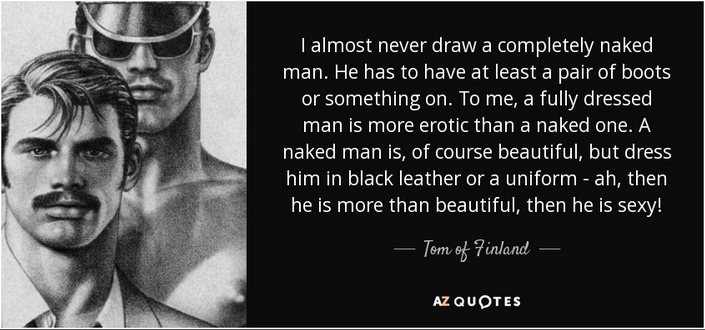 I almost never draw a completely naked
man. He has to have at least a pair of boots
or something on. To me, a fully dressed
man is more erotic than a naked one. A
naked man is, of course beautiful, but dress
him in black leather or a uniform - ah, then
he is more than beautiful, then he is sexy!
Tom of Finland
AZ QUOTES